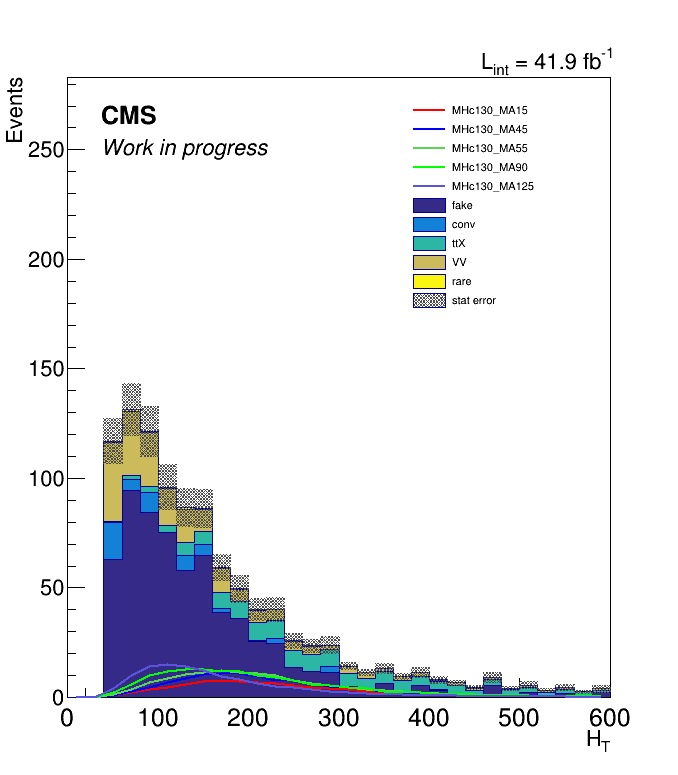 L_int = 41.9 fb^-1
Events
CMS
Work in progress
MHc130_MA15
MHc130_MA45
MHc130_MA55
MHc130_MA90
MHc130_MA125
fake
conv
ttX
VV
rare
stat error
250
200
150
100
50
0
0 100 200 300 400 500 600
H_T